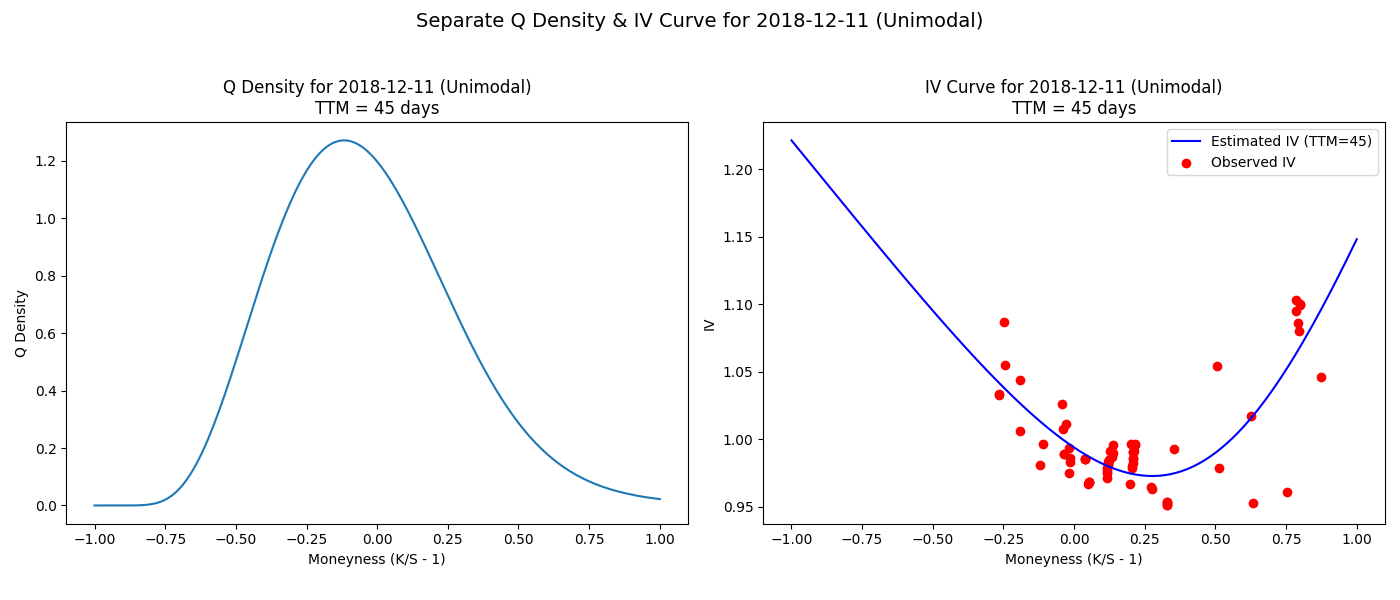 Separate Q Density & IV Curve for 2018-12-11 (Unimodal)
Q Density for 2018-12-11 (Unimodal)
TTM = 45 days
Q Density
1.2
1.0
0.8
0.6
0.4
0.2
0.0
−1.00 −0.75 −0.50 −0.25 0.00 0.25 0.50 0.75 1.00
Moneyness (K/S - 1)
IV Curve for 2018-12-11 (Unimodal)
TTM = 45 days
Estimated IV (TTM=45)
Observed IV
IV
1.20
1.15
1.10
1.05
1.00
0.95
−1.00 −0.75 −0.50 −0.25 0.00 0.25 0.50 0.75 1.00
Moneyness (K/S - 1)